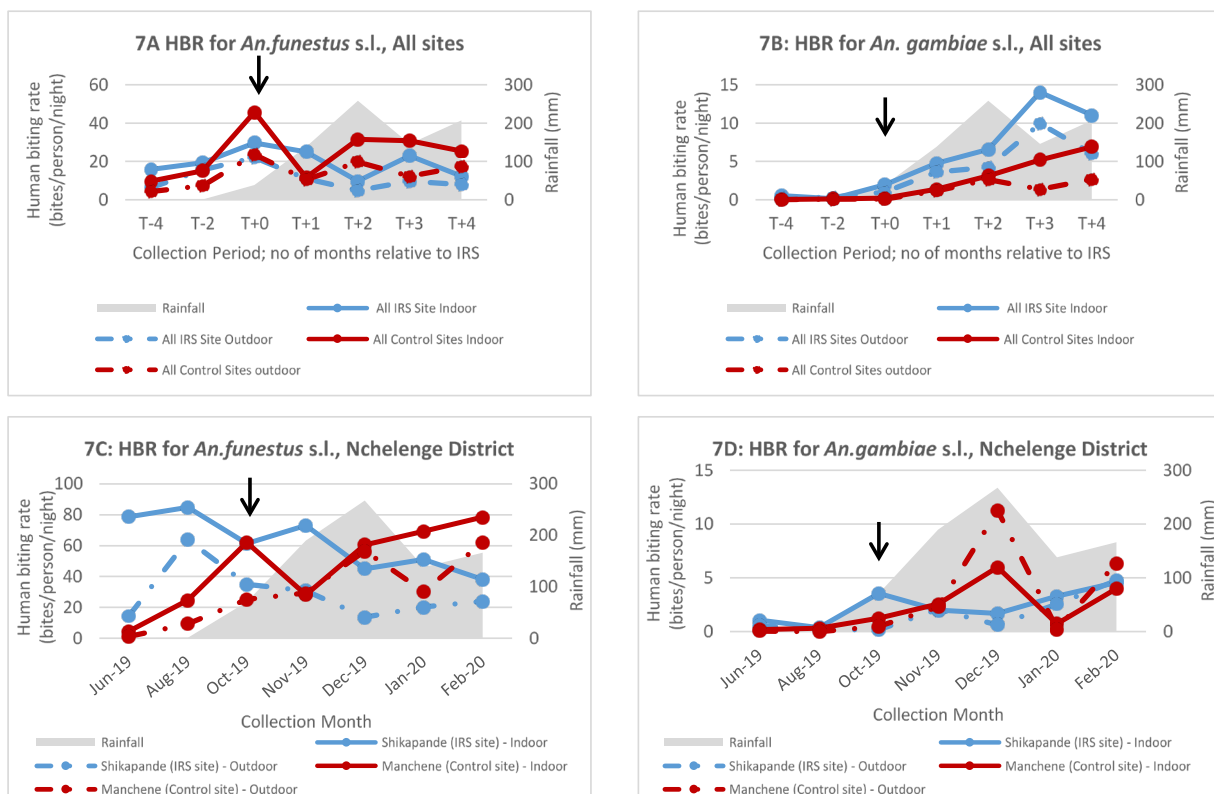 7A HBR for An.funestus s.l., All sites
Human biting rate
(bites/person/night)
60
40
20
0
300
200
100
0
Rainfall (mm)
T-4 T-2 T+0 T+1 T+2 T+3 T+4
Collection Period; no of months relative to IRS
Rainfall
All IRS Site Indoor
All IRS Site Outdoor
All Control Sites Indoor
All Control Sites outdoor
7B: HBR for An. gambiae s.l., All sites
Human biting rate
(bites/person/night)
15
10
5
0
300
200
100
0
Rainfall (mm)
T-4 T-2 T+0 T+1 T+2 T+3 T+4
Collection Period; no of months relative to IRS
Rainfall
All IRS Site Indoor
All IRS Sites Outdoor
All Control Sites Indoor
All Control Sites outdoor
7C: HBR for An.funestus s.l., Nchelenge District
Human biting rate
(bites/person/night)
100
80
60
40
20
0
300
200
100
0
Rainfall (mm)
Jun-19 Aug-19 Oct-19 Nov-19 Dec-19 Jan-20 Feb-20
Collection Month
Rainfall
Shikapande (IRS site) - Indoor
Shikapande (IRS site) - Outdoor
Manchene (Control site) - Indoor
Manchene (Control site) - Outdoor
7D: HBR for An.gambiae s.l., Nchelenge District
Human biting rate
(bites/person/night)
15
10
5
0
300
200
100
0
Rainfall (mm)
Jun-19 Aug-19 Oct-19 Nov-19 Dec-19 Jan-20 Feb-20
Collection Month
Rainfall
Shikapande (IRS site) - Indoor
Shikapande (IRS site) - Outdoor
Manchene (Control site) - Indoor
Manchene (Control site) - Outdoor